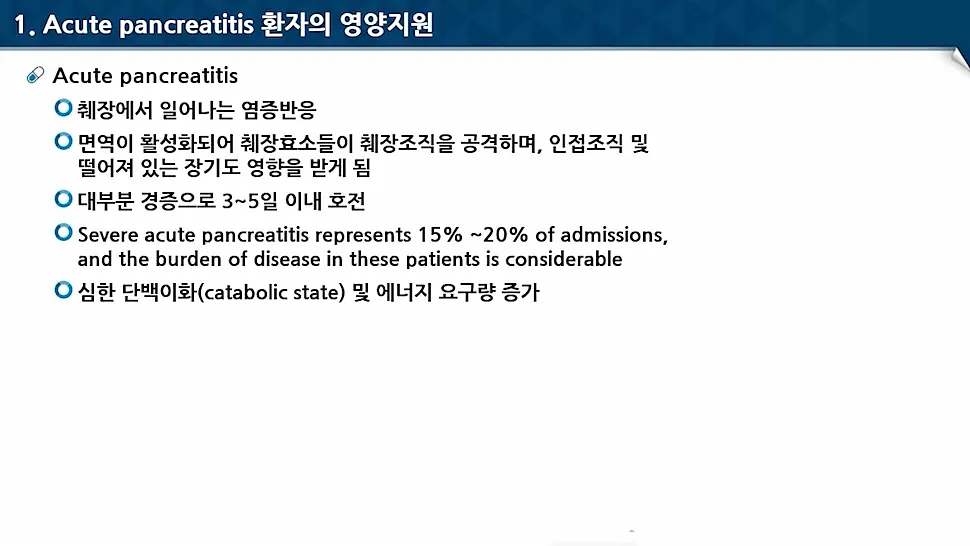 1. Acute pancreatitis 환자의 영양지원
Acute pancreatitis
췌장에서 일어나는 염증반응
면역이 활성화되어 췌장효소들이 췌장조직을 공격하며, 인접조직 및
떨어져 있는 장기도 영향을 받게 됨
대부분 경증으로 3~5일 이내 호전
Severe acute pancreatitis represents 15% ~20% of admissions,
and the burden of disease in these patients is considerable
심한 단백이화(catabolic state) 및 에너지 요구량 증가